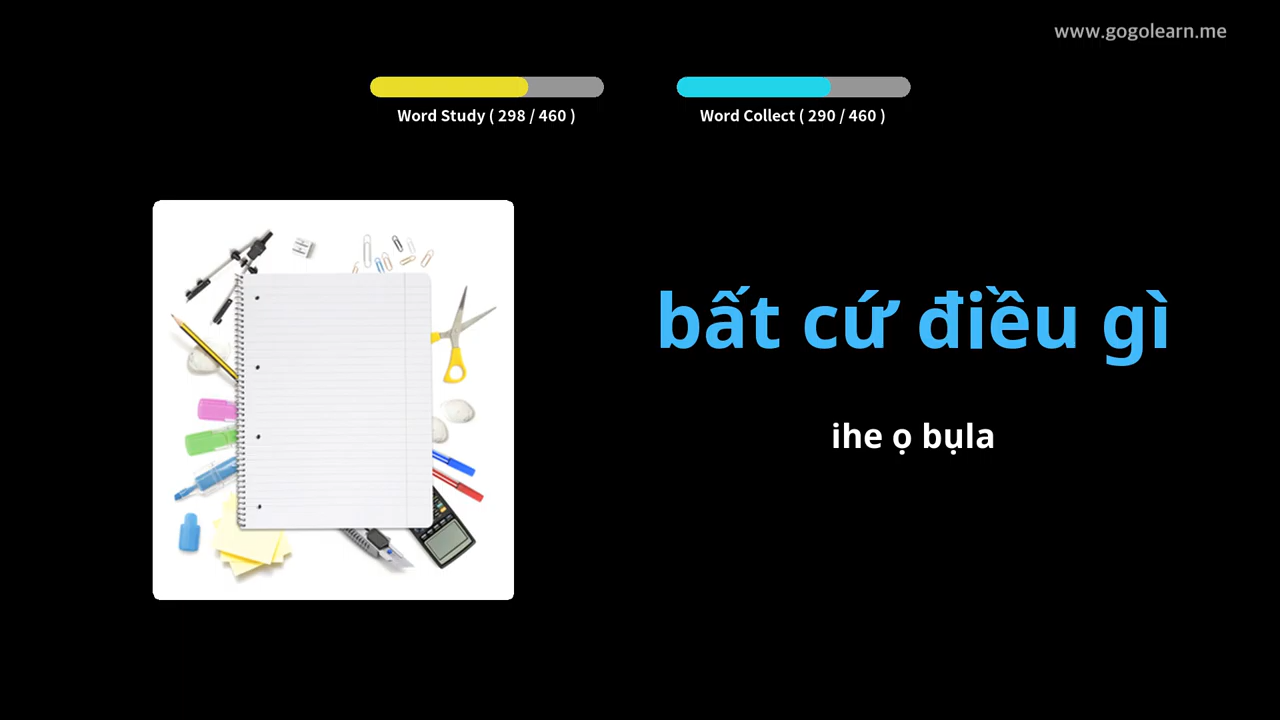 www.gogolearn.me
Word Study ( 298 / 460 )
Word Collect ( 290 / 460 )
bất cứ điều gì
ihe ọ bụla